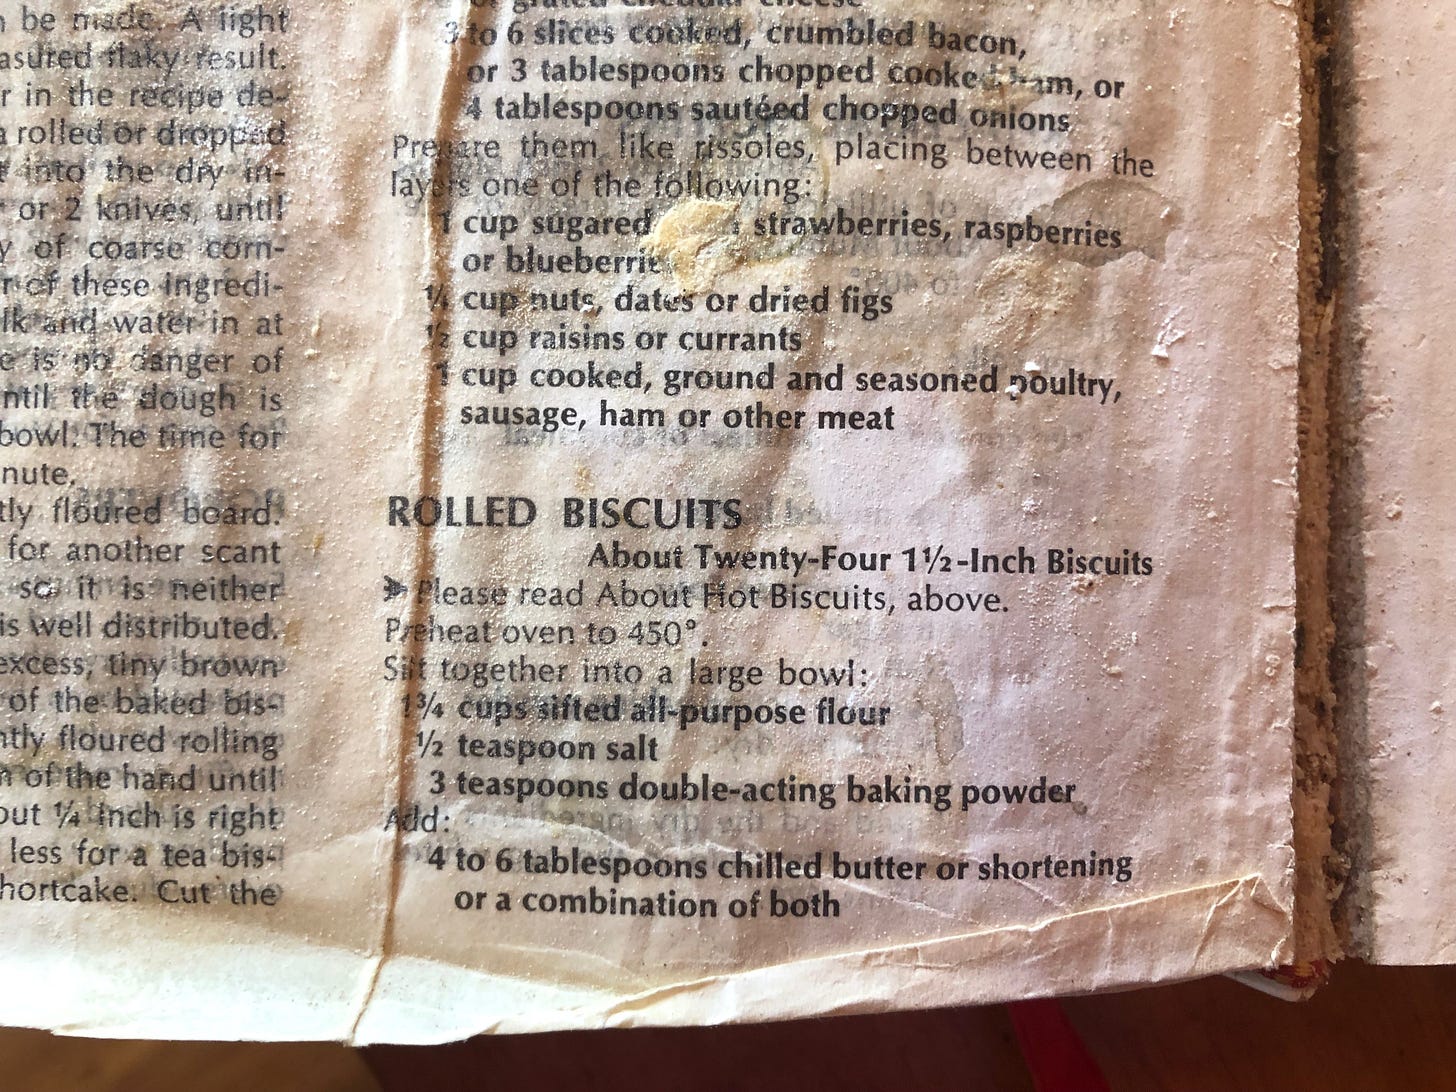 be made. A light
asured flaky result.
r in the recipe de-
rolled or dropped
into the dry in-
or 2 knives, until
y of coarse corn-
r of these ingredi-
lk and water in at
e is no danger of
ntil the dough is
bowl. The time for
nute.
tly floured board.
for another scant
so it is neither
is well distributed.
excess, tiny brown
of the baked bis-
ntly floured rolling
of the hand until
out ¼ inch is right
less for a tea bis-
hortcake. Cut the
of grated cheddar cheese
3 to 6 slices cooked, crumbled bacon,
or 3 tablespoons chopped cooked ham, or
4 tablespoons sautéed chopped onions
Prepare them like rissoles, placing between the
layers one of the following:
1 cup sugared strawberries, raspberries
or blueberries
¼ cup nuts, dates or dried figs
½ cup raisins or currants
1 cup cooked, ground and seasoned poultry,
sausage, ham or other meat
ROLLED BISCUITS
About Twenty-Four 1½-Inch Biscuits
➤ Please read About Hot Biscuits, above.
Preheat oven to 450°.
Sift together into a large bowl:
1¾ cups sifted all-purpose flour
½ teaspoon salt
3 teaspoons double-acting baking powder
Add:
4 to 6 tablespoons chilled butter or shortening
or a combination of both